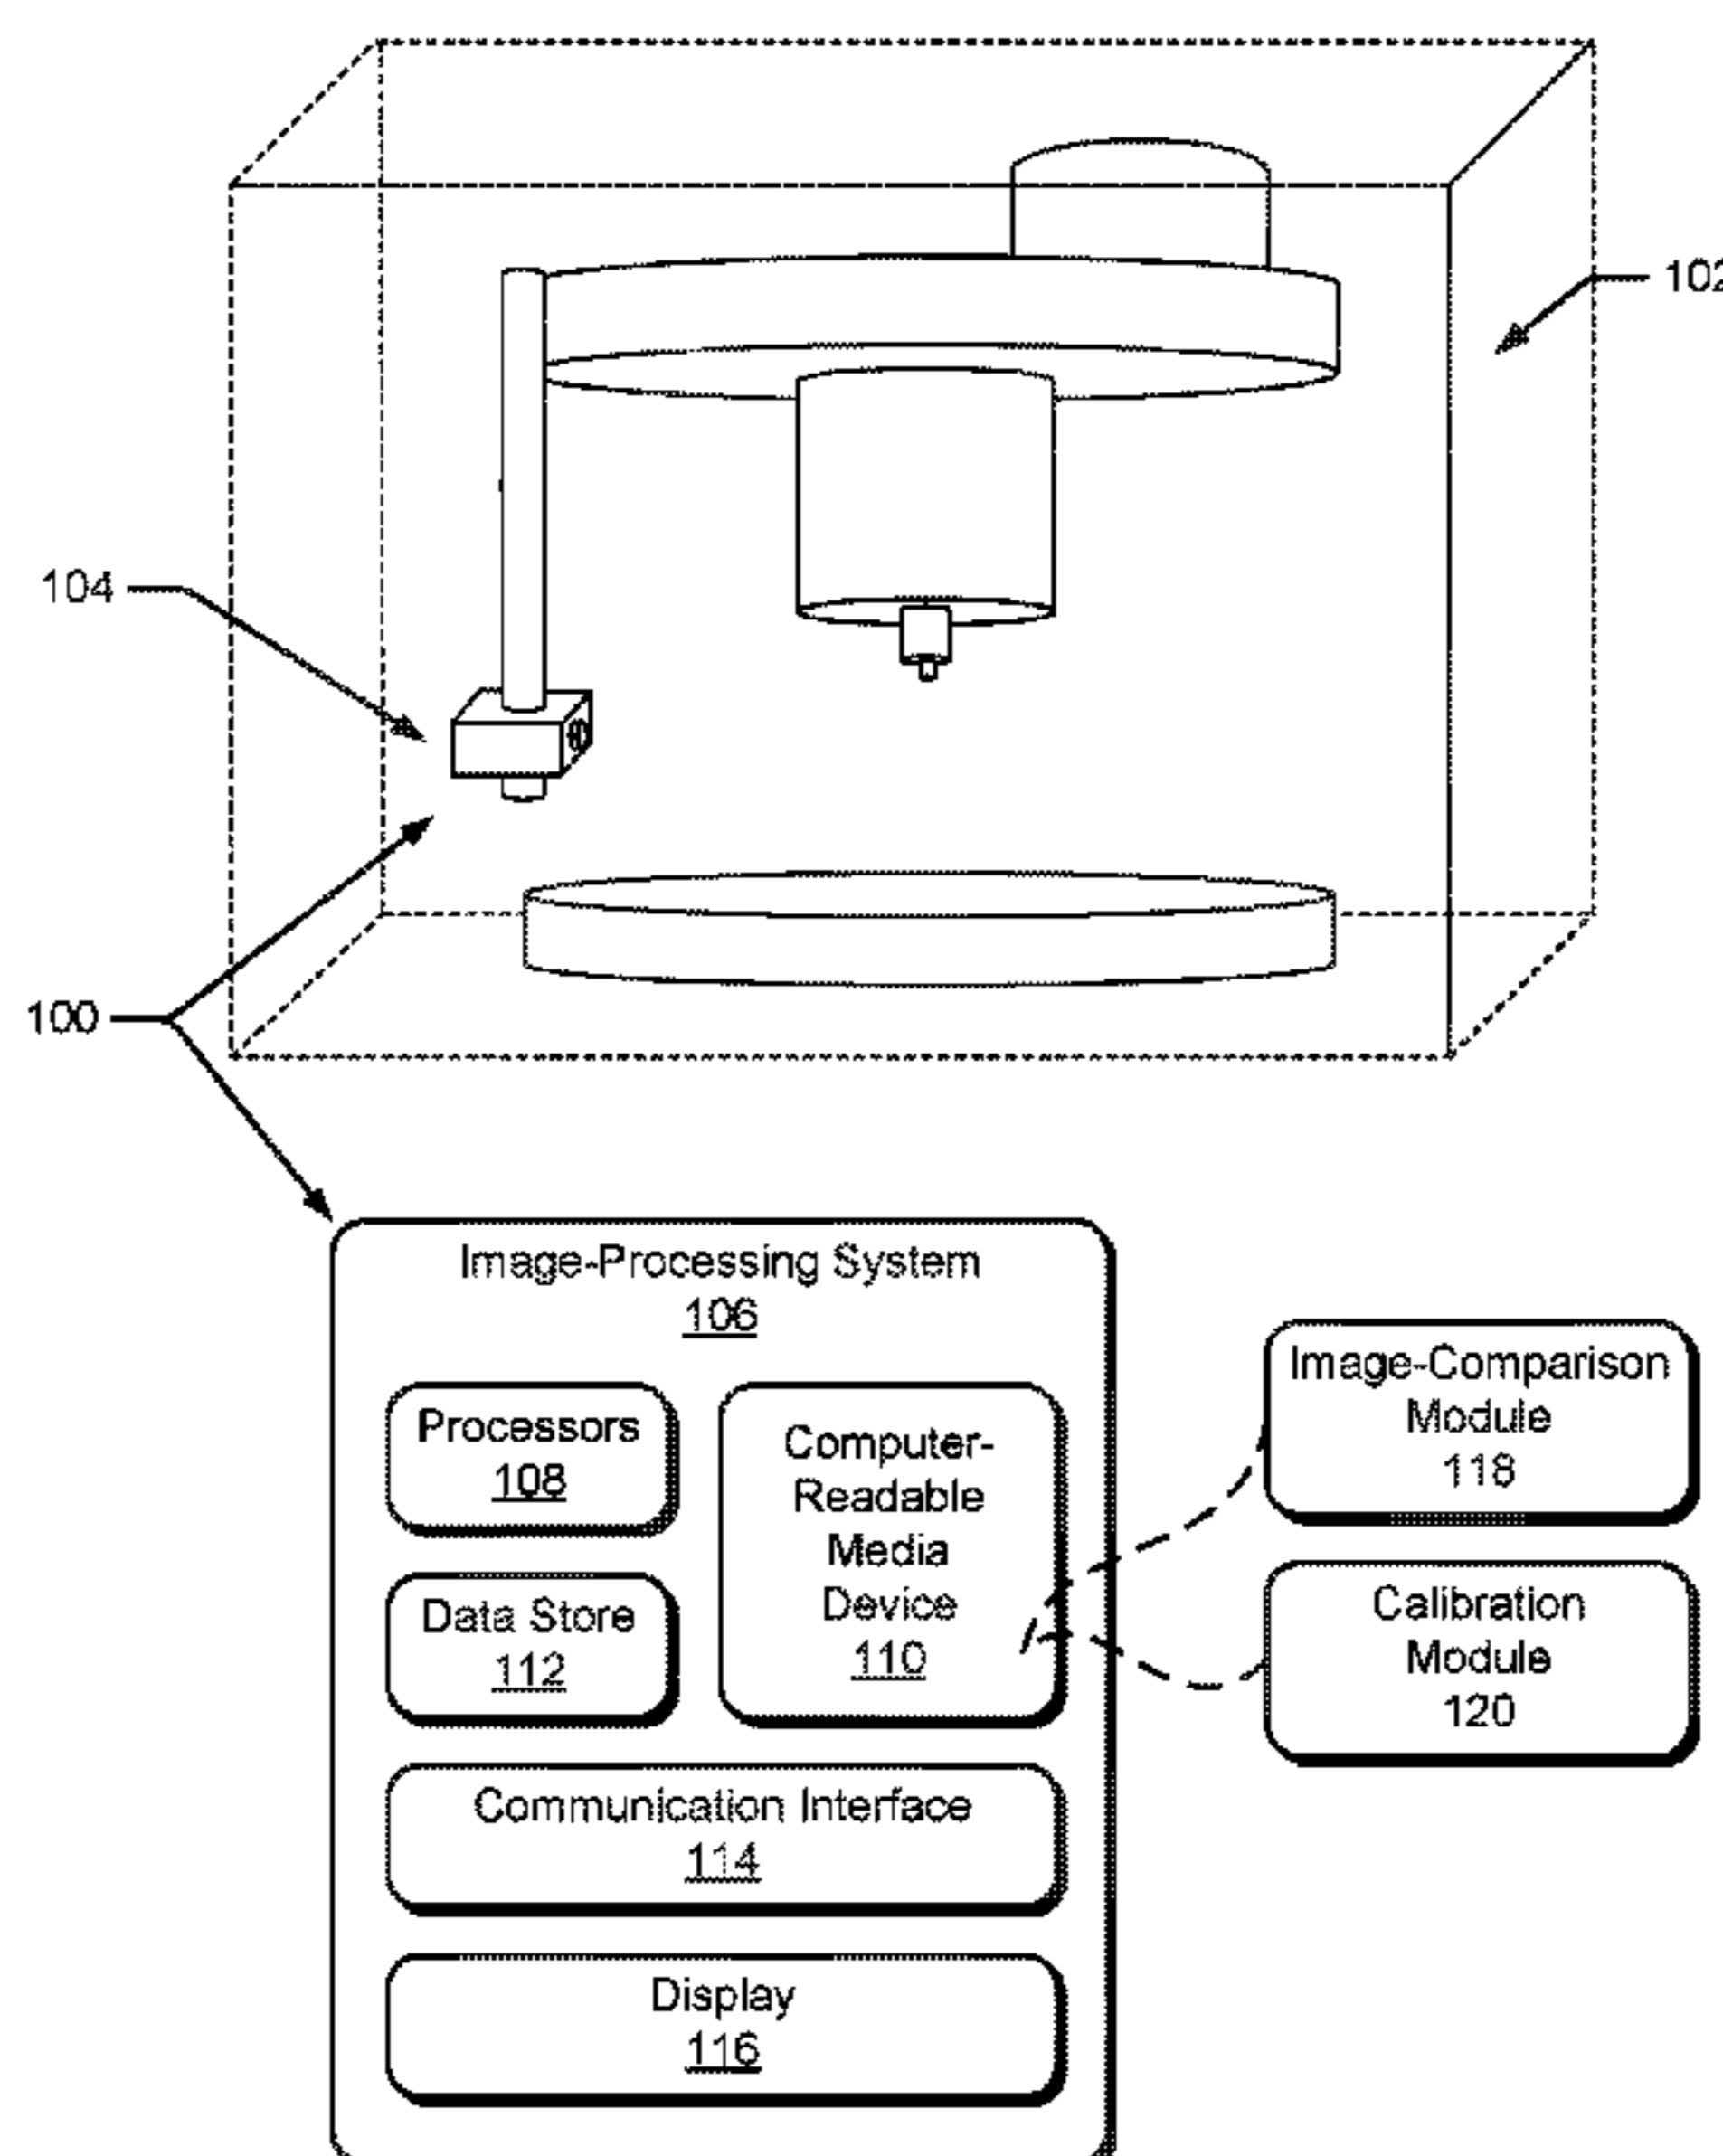 102
104
100
Image-Processing System
106
Processors
108
Computer-
Readable
Media
Device
110
Data Store
112
Communication Interface
114
Display
116
Image-Comparison
Module
118
Calibration
Module
120